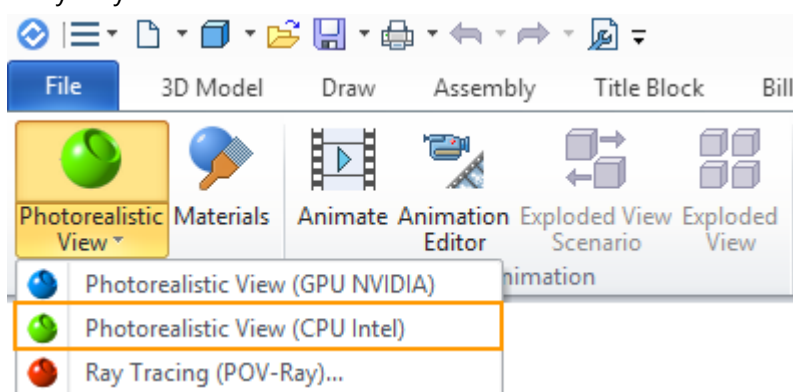 File 3D Model Draw Assembly Title Block Bill
Photorealistic View Materials Animate Animation Editor Exploded View Scenario Exploded View
nimation
Photorealistic View (GPU NVIDIA)
Photorealistic View (CPU Intel)
Ray Tracing (POV-Ray)...